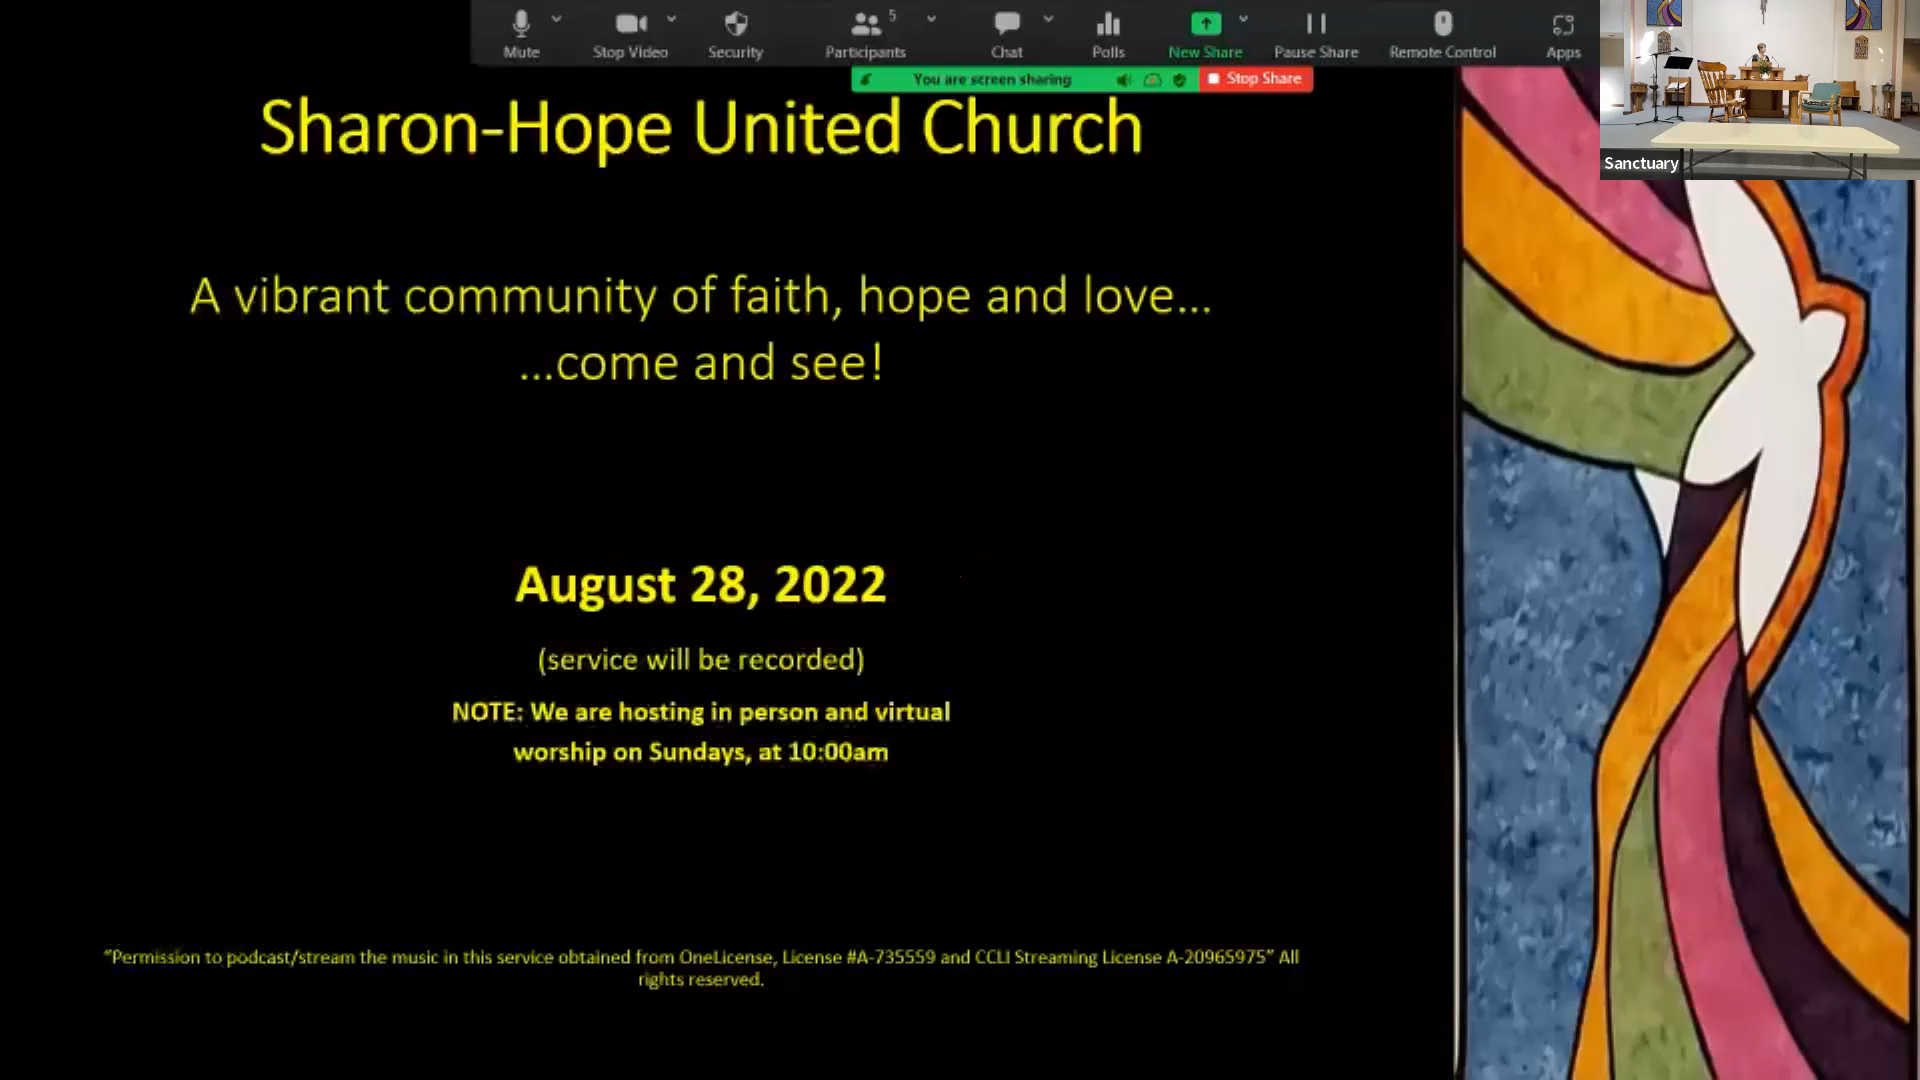 Mute
Stop Video
Security
5
Participants
Chat
Polls
New Share
Pause Share
Remote Control
Apps
You are screen sharing
Stop Share
Sanctuary
Sharon-Hope United Church
A vibrant community of faith, hope and love...
...come and see!
August 28, 2022
(service will be recorded)
NOTE: We are hosting in person and virtual
worship on Sundays, at 10:00am
"Permission to podcast/stream the music in this service obtained from OneLicense, License #A-735559 and CCLI Streaming License A-20965975" All
rights reserved.